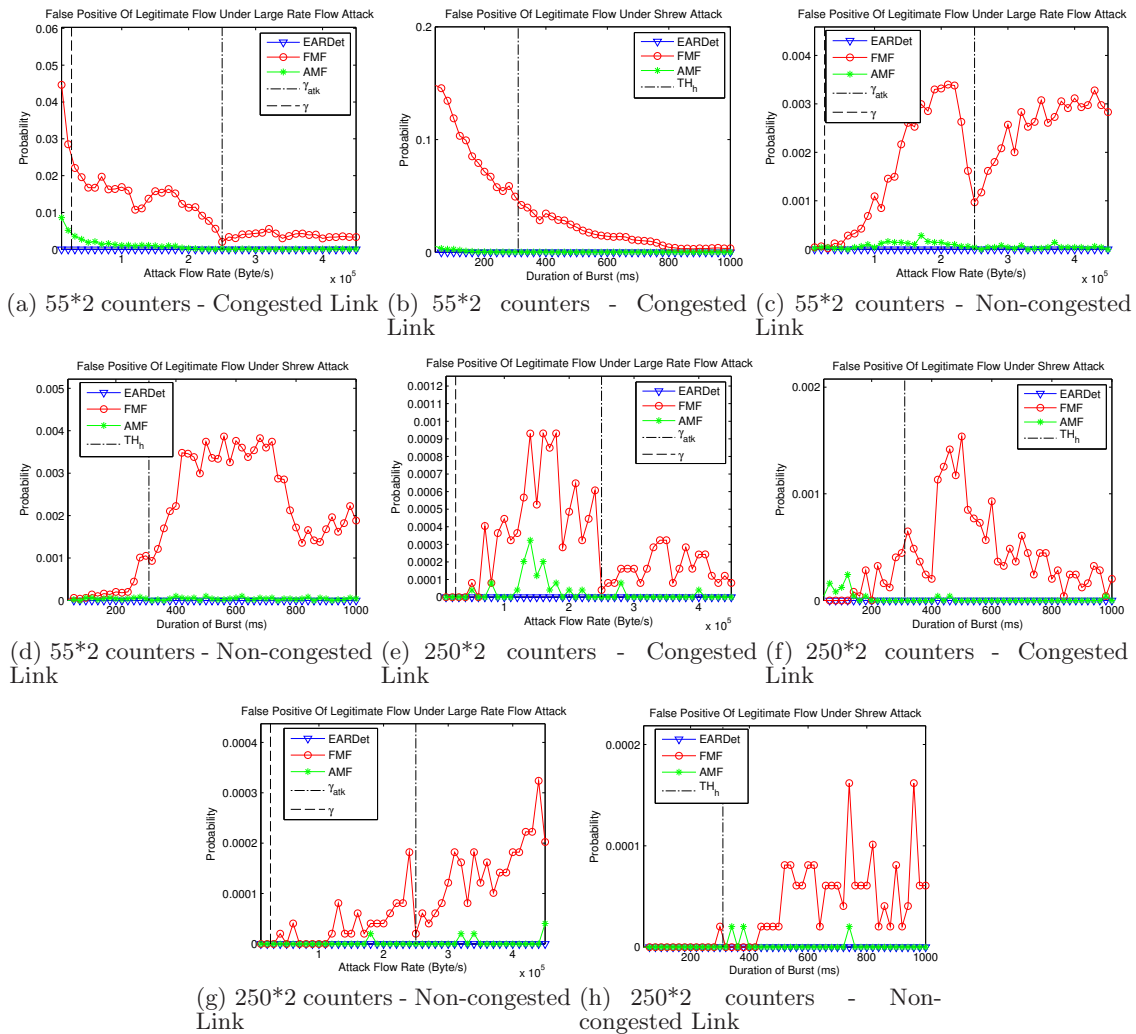 False Positive Of Legitimate Flow Under Large Rate Flow Attack
0.06
0.05
0.04
0.03
0.02
0.01
0
Probability
EARDet
FMF
AMF
γatk
γ
1 2 3 4
x 10^5
Attack Flow Rate (Byte/s)
(a) 55*2 counters - Congested Link
False Positive Of Legitimate Flow Under Shrew Attack
0.2
0.1
0
Probability
EARDet
FMF
AMF
THh
200 400 600 800 1000
Duration of Burst (ms)
(b) 55*2 counters - Congested
Link
False Positive Of Legitimate Flow Under Large Rate Flow Attack
0.004
0.003
0.002
0.001
0
Probability
EARDet
FMF
AMF
γatk
γ
1 2 3 4
x 10^5
Attack Flow Rate (Byte/s)
(c) 55*2 counters - Non-congested
Link
False Positive Of Legitimate Flow Under Shrew Attack
0.005
0.004
0.003
0.002
0.001
0
Probability
EARDet
FMF
AMF
THh
200 400 600 800 1000
Duration of Burst (ms)
(d) 55*2 counters - Non-congested
Link
False Positive Of Legitimate Flow Under Large Rate Flow Attack
0.0012
0.0011
0.001
0.0009
0.0008
0.0007
0.0006
0.0005
0.0004
0.0003
0.0002
0.0001
0
Probability
EARDet
FMF
AMF
γatk
γ
1 2 3 4
x 10^5
Attack Flow Rate (Byte/s)
(e) 250*2 counters - Congested
Link
False Positive Of Legitimate Flow Under Shrew Attack
0.002
0.001
0
Probability
EARDet
FMF
AMF
THh
200 400 600 800 1000
Duration of Burst (ms)
(f) 250*2 counters - Congested
Link
False Positive Of Legitimate Flow Under Large Rate Flow Attack
0.0004
0.0003
0.0002
0.0001
0
Probability
EARDet
FMF
AMF
γatk
γ
1 2 3 4
x 10^5
Attack Flow Rate (Byte/s)
(g) 250*2 counters - Non-congested
Link
False Positive Of Legitimate Flow Under Shrew Attack
0.0002
0.0001
0
Probability
EARDet
FMF
AMF
THh
200 400 600 800 1000
Duration of Burst (ms)
(h) 250*2 counters - Non-
congested Link